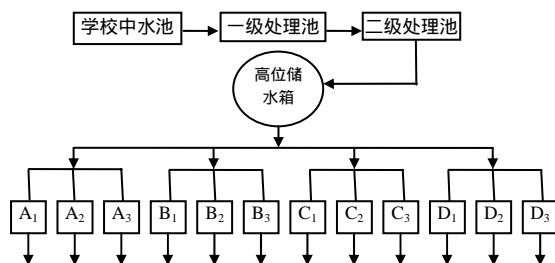 学校中水池 一级处理池 二级处理池
高位储
水箱
A₁ A₂ A₃ B₁ B₂ B₃ C₁ C₂ C₃ D₁ D₂ D₃